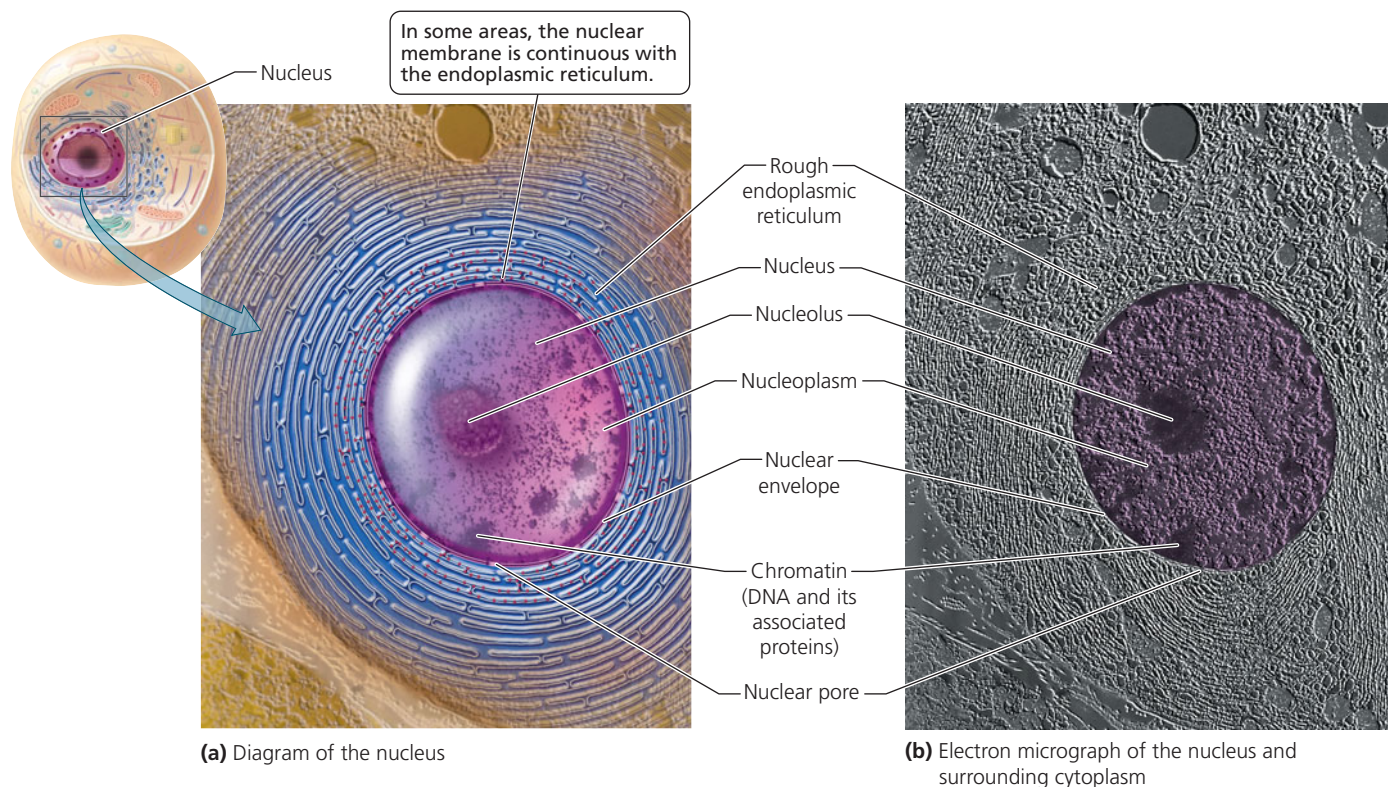 In some areas, the nuclear
membrane is continuous with
the endoplasmic reticulum.
Nucleus
Rough
endoplasmic
reticulum
Nucleus
Nucleolus
Nucleoplasm
Nuclear
envelope
Chromatin
(DNA and its
associated
proteins)
Nuclear pore
(a) Diagram of the nucleus
(b) Electron micrograph of the nucleus and
surrounding cytoplasm